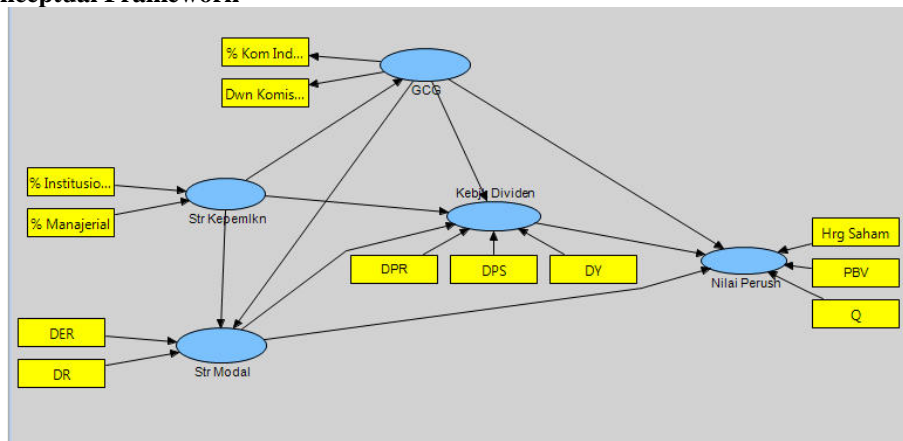 nceptual Framework
% Kom Ind...
Dwn Komis...
GCG
% Institusio...
% Manajerial
Str Kepemlkn
Kebjk Dividen
DPR
DPS
DY
Hrg Saham
PBV
Q
Nilai Perush
DER
DR
Str Modal